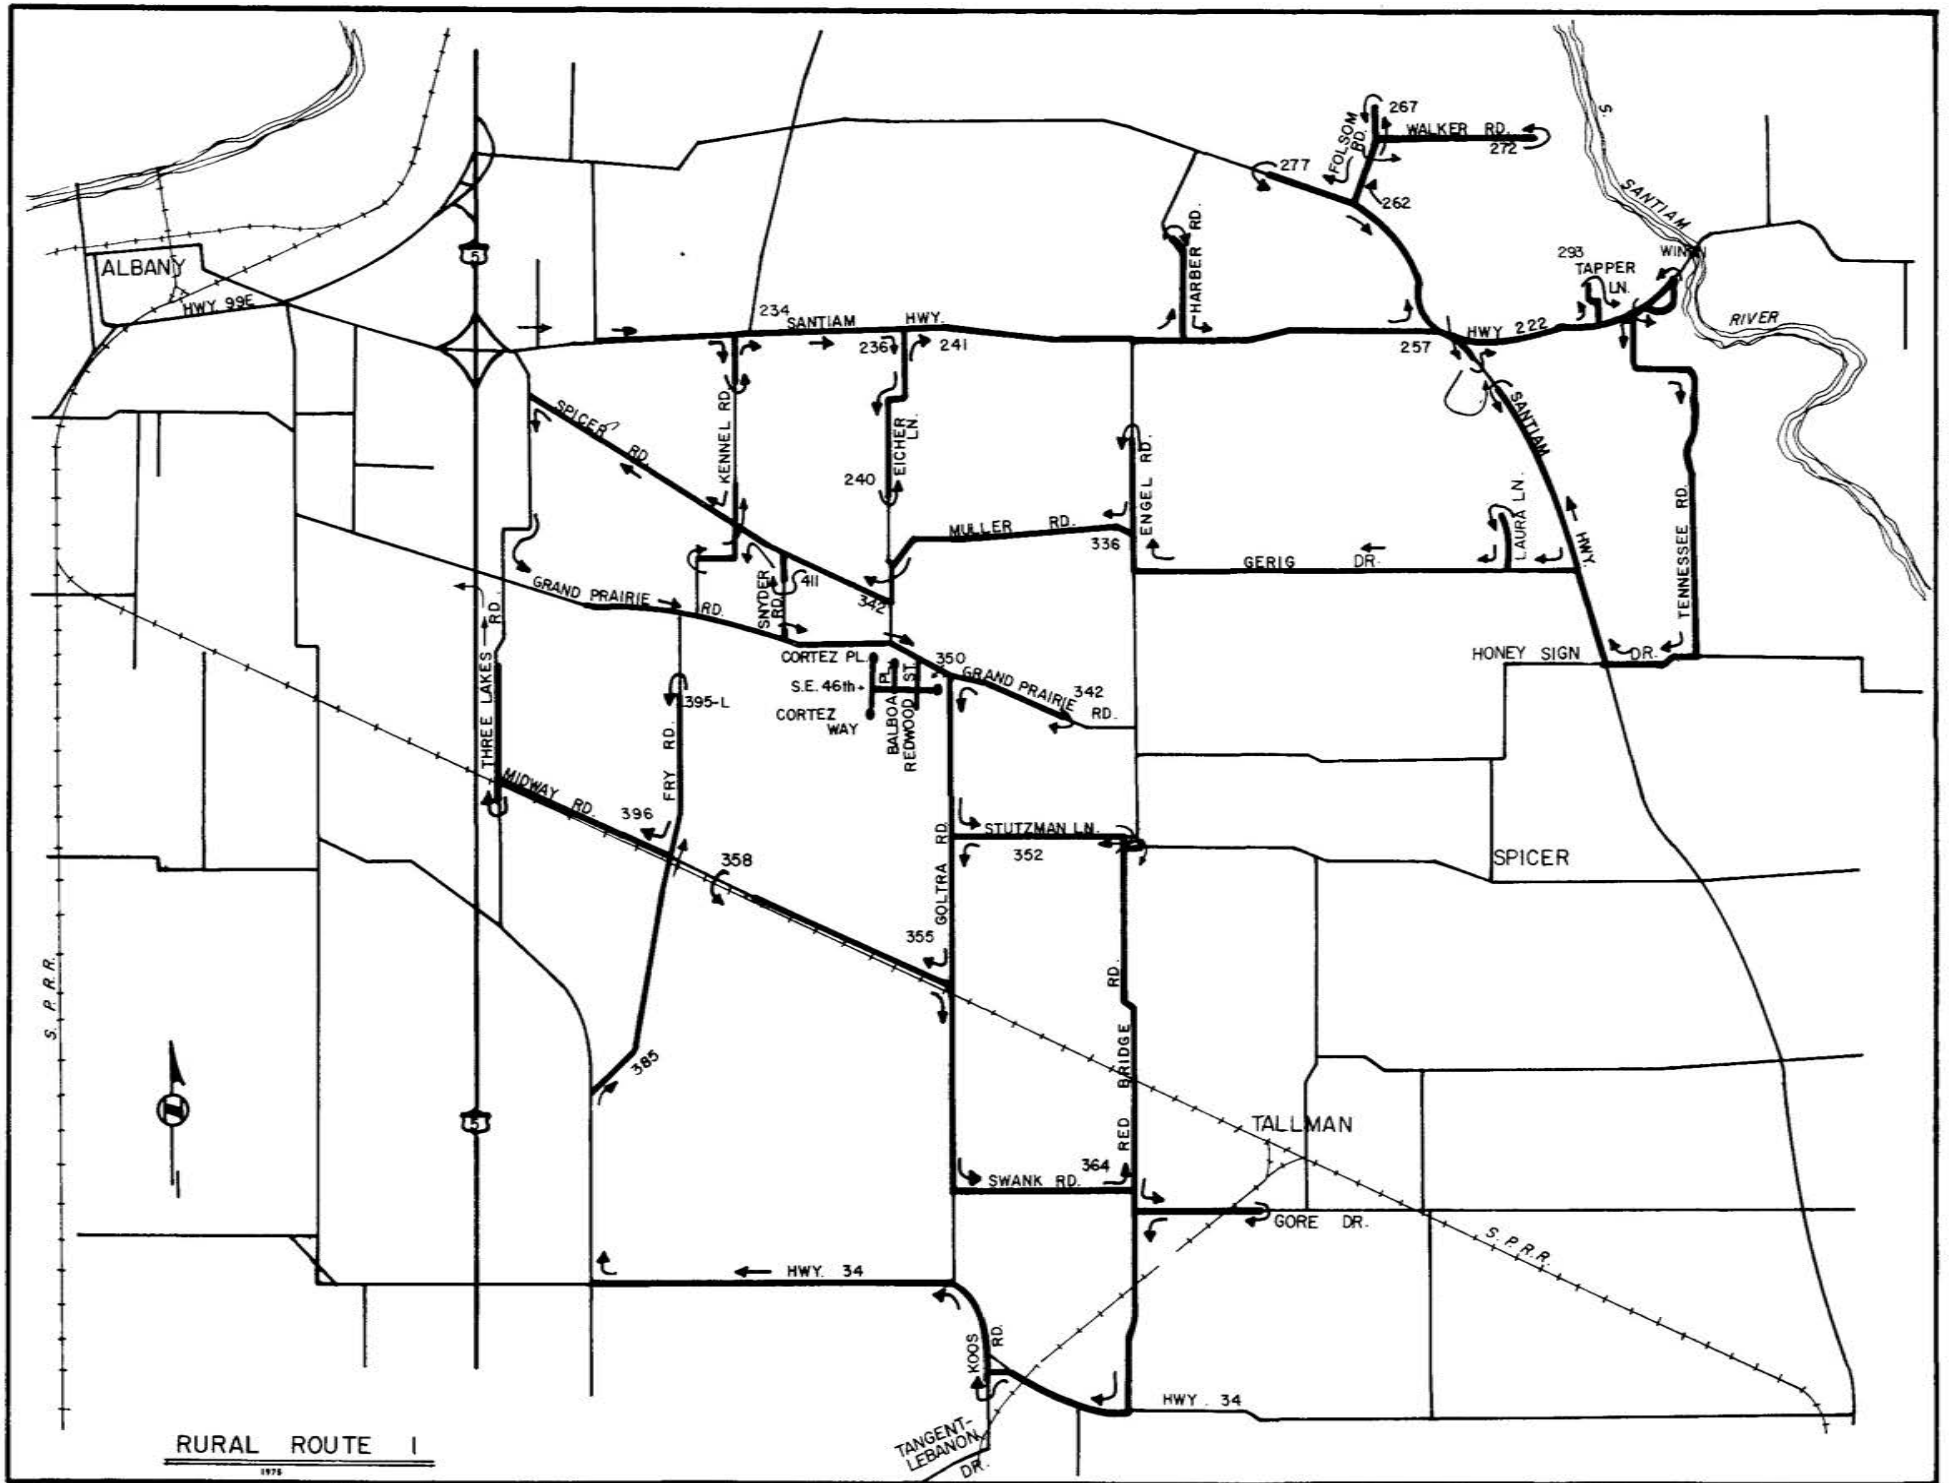 267
FOLSOM
RD.
WALKER RD.
272
277
262
S.
SANTIAM
RIVER
ALBANY
HWY. 99E
5
HARBER RD.
293
TAPPER
LN.
234
SANTIAM HWY.
236
241
257
HWY 222
SPICER RD.
KENNEL RD.
EICHER
LN.
240
ENGEL RD.
SANTIAM
HWY.
LAURA LN.
TENNESSEE RD.
MULLER RD.
336
GERIG DR.
GRAND PRAIRIE RD.
SNYDER
RD.
411
342
THREE LAKES RD.
CORTEZ PL.
S.E. 46th
CORTEZ
WAY
BALBOA PL.
REDWOOD ST.
350
GRAND PRAIRIE RD.
342
HONEY SIGN DR.
395-L
FRY RD.
MIDWAY RD.
396
358
GOLTRA RD.
STUTZMAN LN.
352
SPICER
355
S. P. R. R.
385
RED BRIDGE RD.
5
TALLMAN
364
SWANK RD.
GORE DR.
S. P. R. R.
HWY. 34
KOOS
RD.
HWY. 34
TANGENT-
LEBANON
DR.
RURAL ROUTE 1
1975